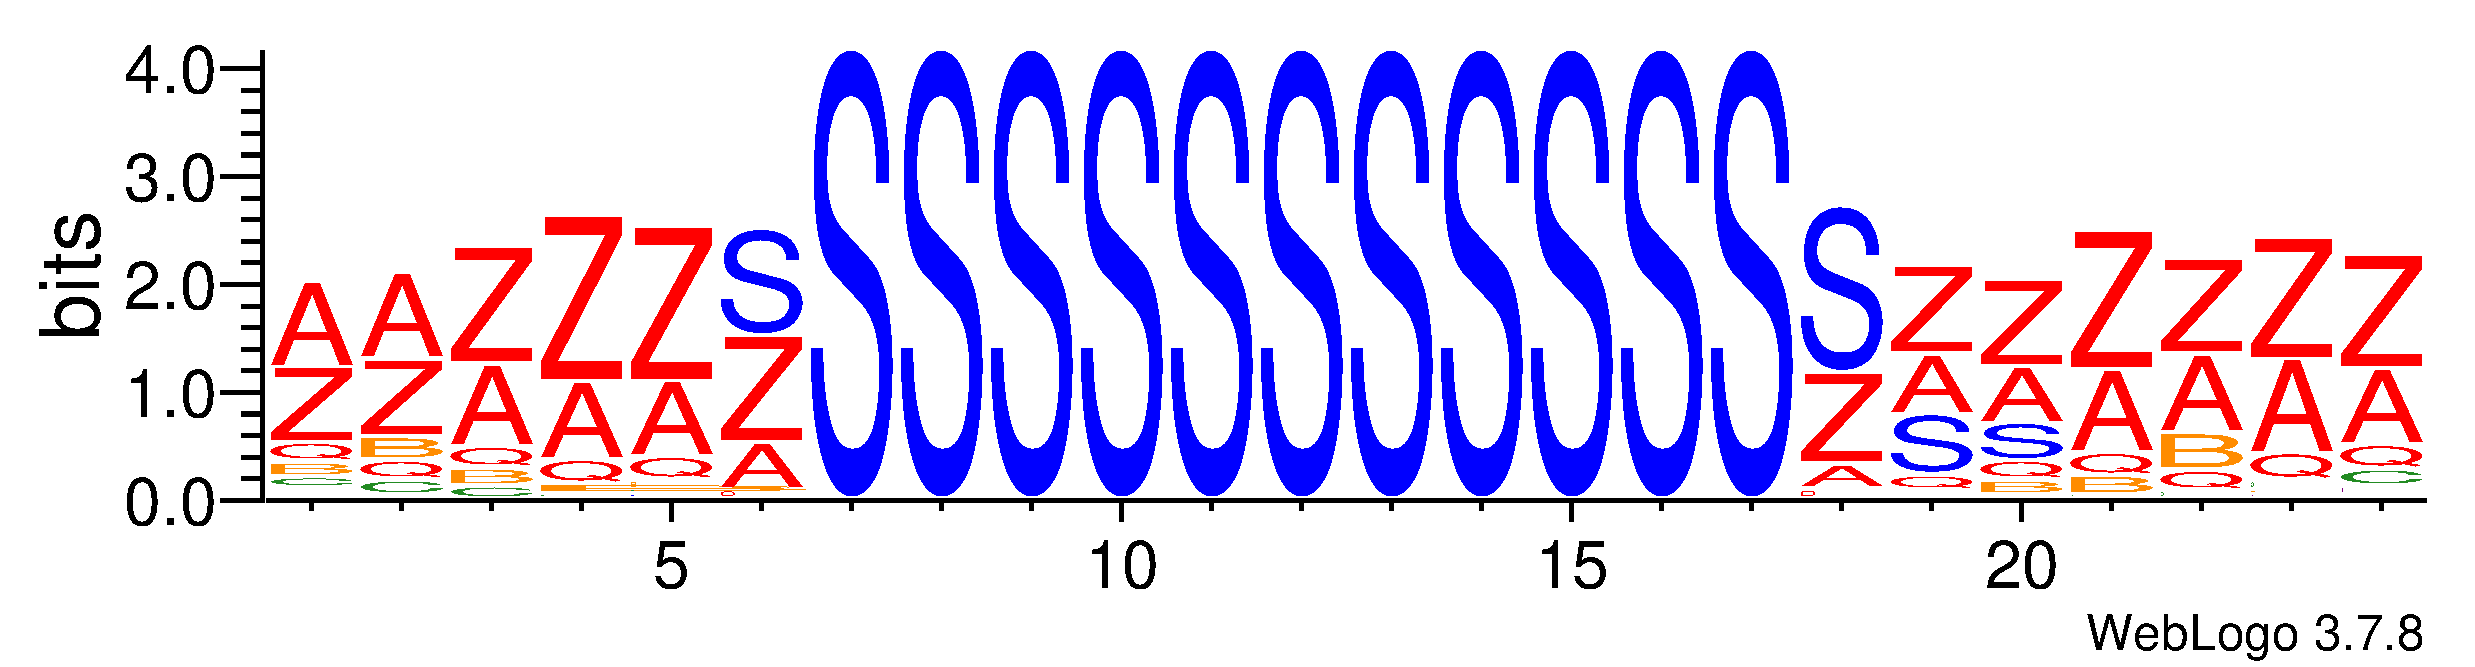 4.0
3.0
2.0
1.0
0.0
bits
A A Z Z Z S S S S S S S S S S S S S Z Z Z Z Z Z
Z Z A A A Z Z A A A A A A
Q B Q Q Q A A S S Q B Q Q
B Q B Q Q B Q C
C C C B B
5 10 15 20
WebLogo 3.7.8